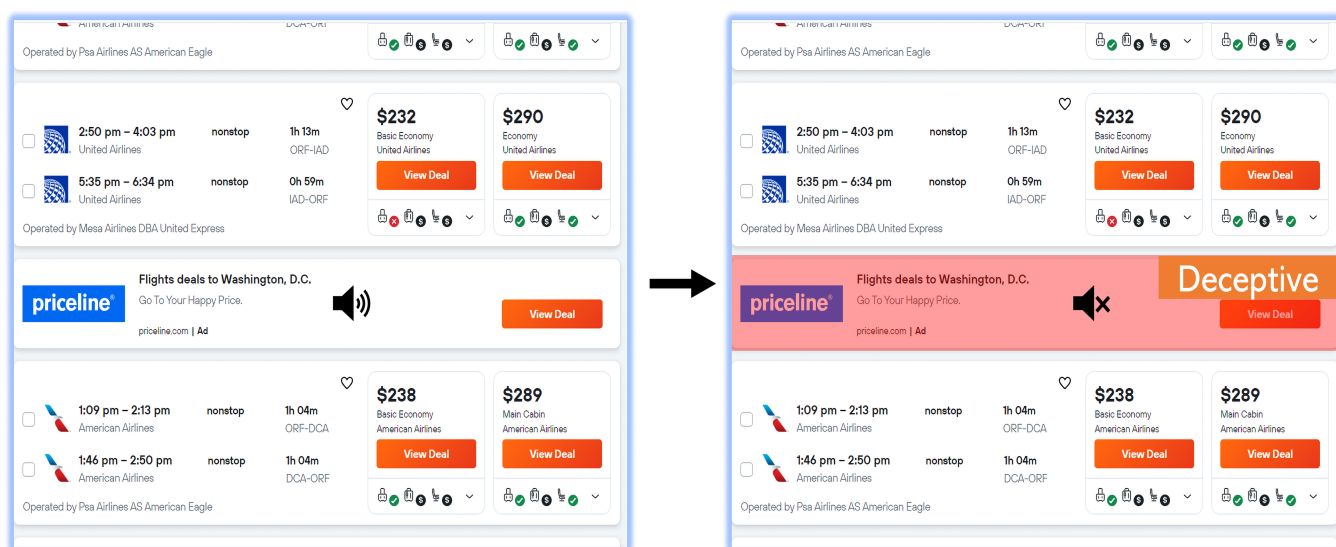 American Airlines
DCA-ORF
Operated by Psa Airlines AS American Eagle
2:50 pm – 4:03 pm nonstop 1h 13m
United Airlines ORF-IAD
5:35 pm – 6:34 pm nonstop 0h 59m
United Airlines IAD-ORF
Operated by Mesa Airlines DBA United Express
$232
Basic Economy
United Airlines
View Deal
$290
Economy
United Airlines
View Deal
priceline®
Flights deals to Washington, D.C.
Go To Your Happy Price.
priceline.com | Ad
View Deal
1:09 pm – 2:13 pm nonstop 1h 04m
American Airlines ORF-DCA
1:46 pm – 2:50 pm nonstop 1h 04m
American Airlines DCA-ORF
Operated by Psa Airlines AS American Eagle
$238
Basic Economy
American Airlines
View Deal
$289
Main Cabin
American Airlines
View Deal
American Airlines
DCA-ORF
Operated by Psa Airlines AS American Eagle
2:50 pm – 4:03 pm nonstop 1h 13m
United Airlines ORF-IAD
5:35 pm – 6:34 pm nonstop 0h 59m
United Airlines IAD-ORF
Operated by Mesa Airlines DBA United Express
$232
Basic Economy
United Airlines
View Deal
$290
Economy
United Airlines
View Deal
priceline®
Flights deals to Washington, D.C.
Go To Your Happy Price.
priceline.com | Ad
Deceptive
View Deal
1:09 pm – 2:13 pm nonstop 1h 04m
American Airlines ORF-DCA
1:46 pm – 2:50 pm nonstop 1h 04m
American Airlines DCA-ORF
Operated by Psa Airlines AS American Eagle
$238
Basic Economy
American Airlines
View Deal
$289
Main Cabin
American Airlines
View Deal